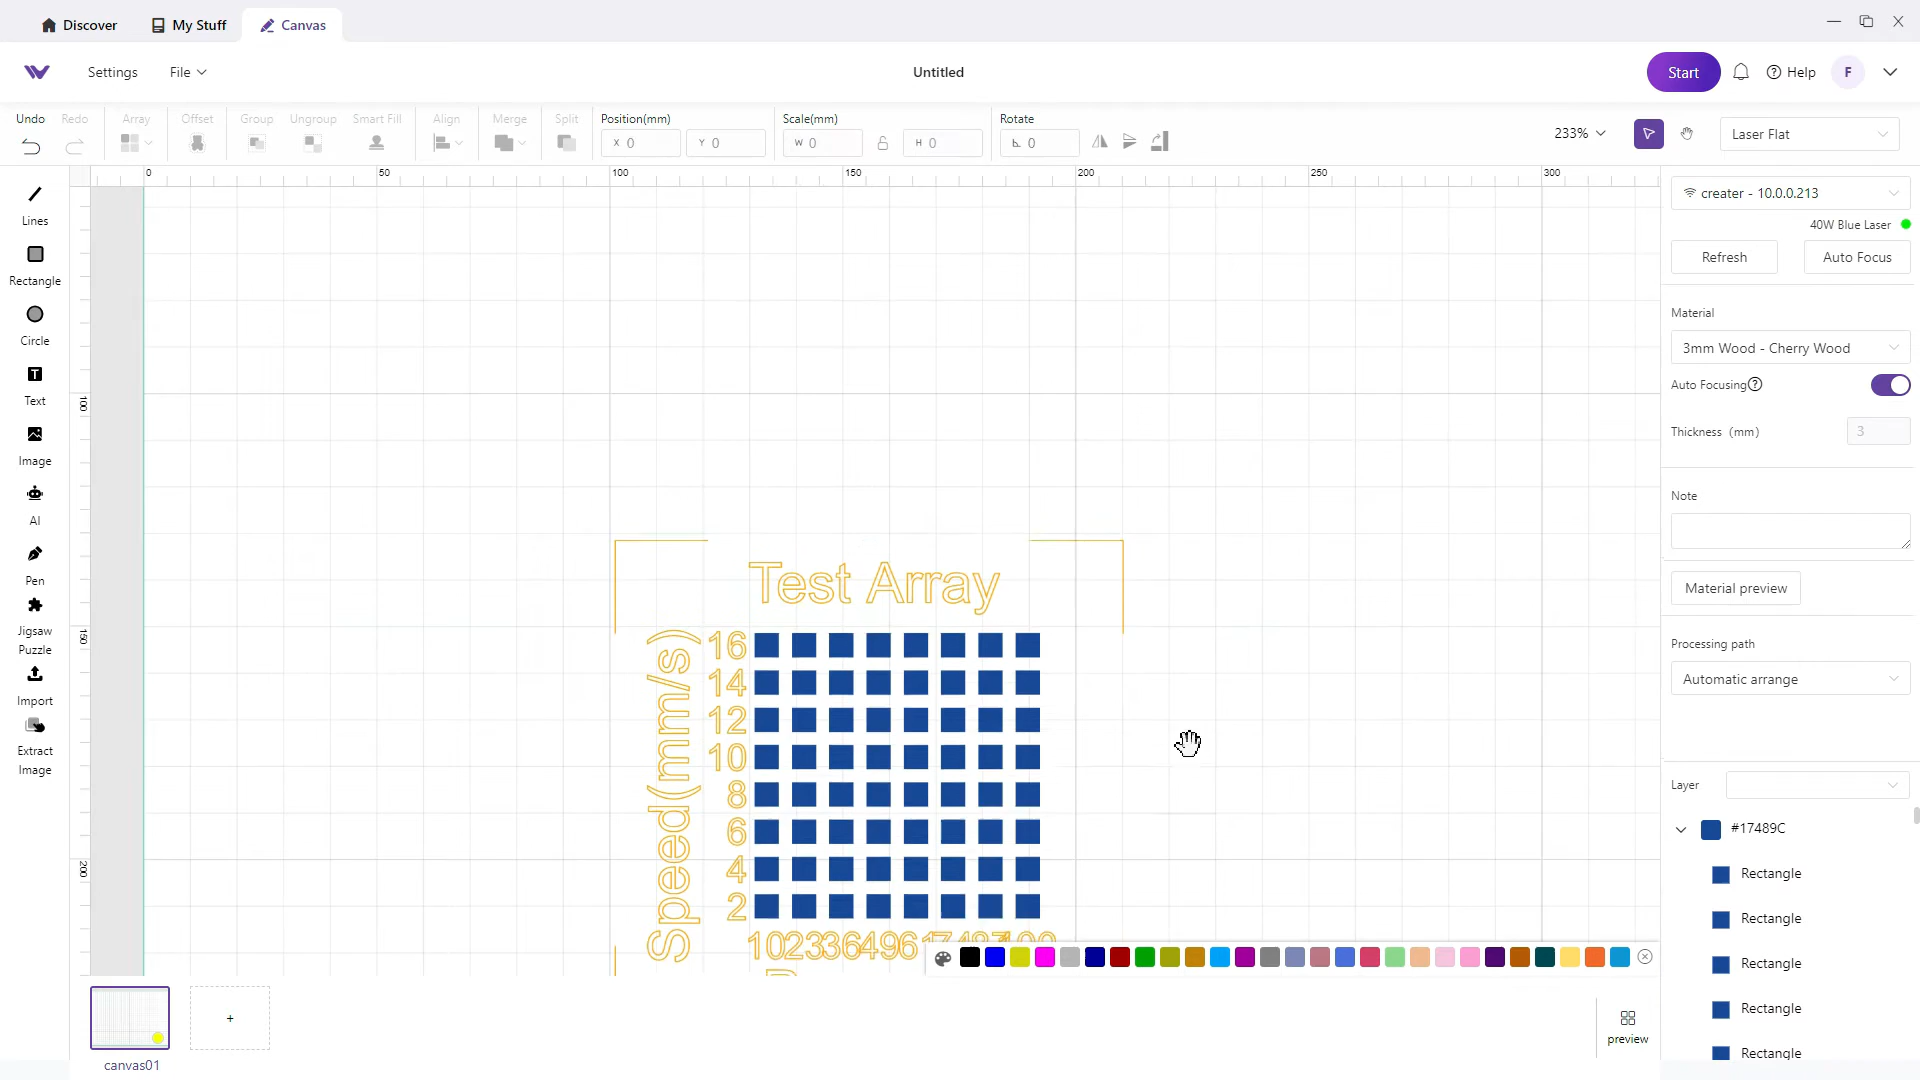 Discover
My Stuff
Canvas
Settings
File
Untitled
Start
Help
F
Undo
Redo
Array
Offset
Group
Ungroup
Smart Fill
Align
Merge
Split
Position(mm)
X 0
Y 0
Scale(mm)
W 0
H 0
Rotate
0
233%
Laser Flat
0
50
100
150
200
250
300
100
150
200
Lines
Rectangle
Circle
Text
Image
AI
Pen
Jigsaw
Puzzle
Import
Extract
Image
Test Array
Speed(mm/s)
16
14
12
10
8
6
4
2
creater - 10.0.0.213
40W Blue Laser
Refresh
Auto Focus
Material
3mm Wood - Cherry Wood
Auto Focusing
Thickness (mm)
3
Note
Material preview
Processing path
Automatic arrange
Layer
#17489C
Rectangle
Rectangle
Rectangle
Rectangle
Rectangle
+
canvas01
preview